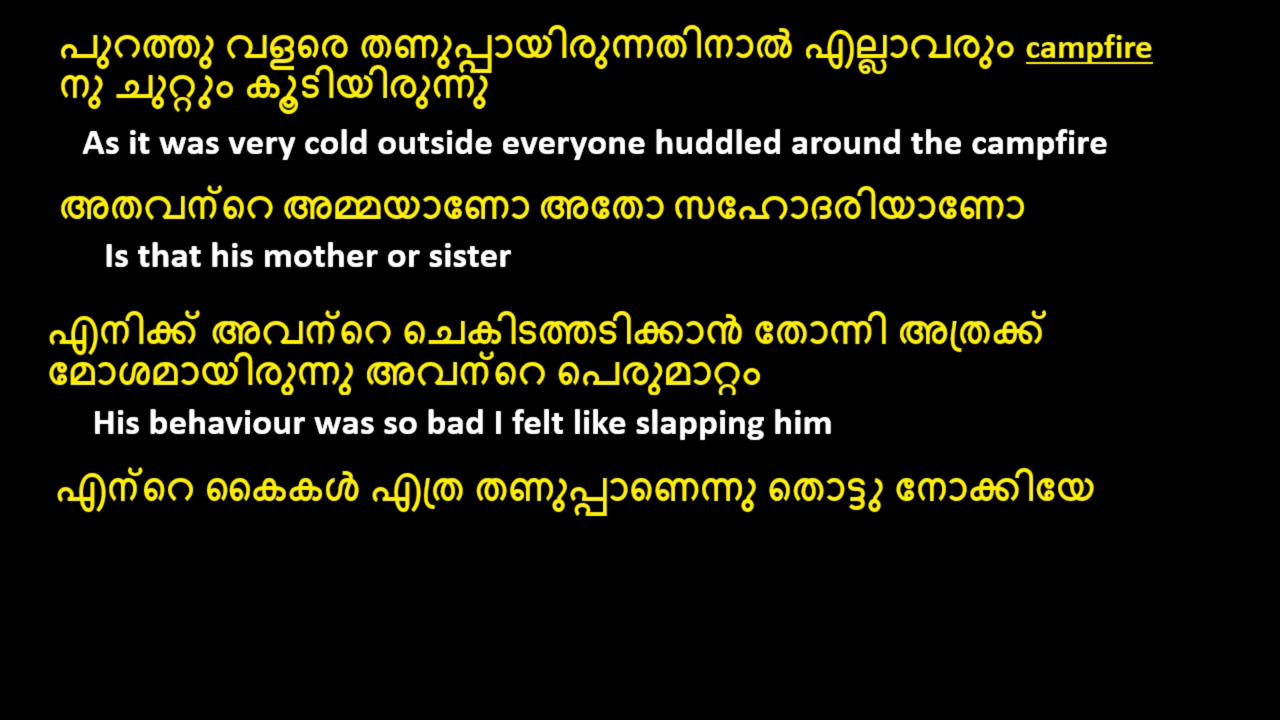 പുറത്തു വളരെ തണുപ്പായിരുന്നതിനാൽ എല്ലാവരും campfire
നു ചുറ്റും കൂടിയിരുന്നു
As it was very cold outside everyone huddled around the campfire
അതവന്റെ അമ്മയാണോ അതോ സഹോദരിയാണോ
Is that his mother or sister
എനിക്ക് അവന്റെ ചെകിടത്തടിക്കാൻ തോന്നി അത്രക്ക്
മോശമായിരുന്നു അവന്റെ പെരുമാറ്റം
His behaviour was so bad I felt like slapping him
എന്റെ കൈകൾ എത്ര തണുപ്പാണെന്നു തൊട്ടു നോക്കിയേ